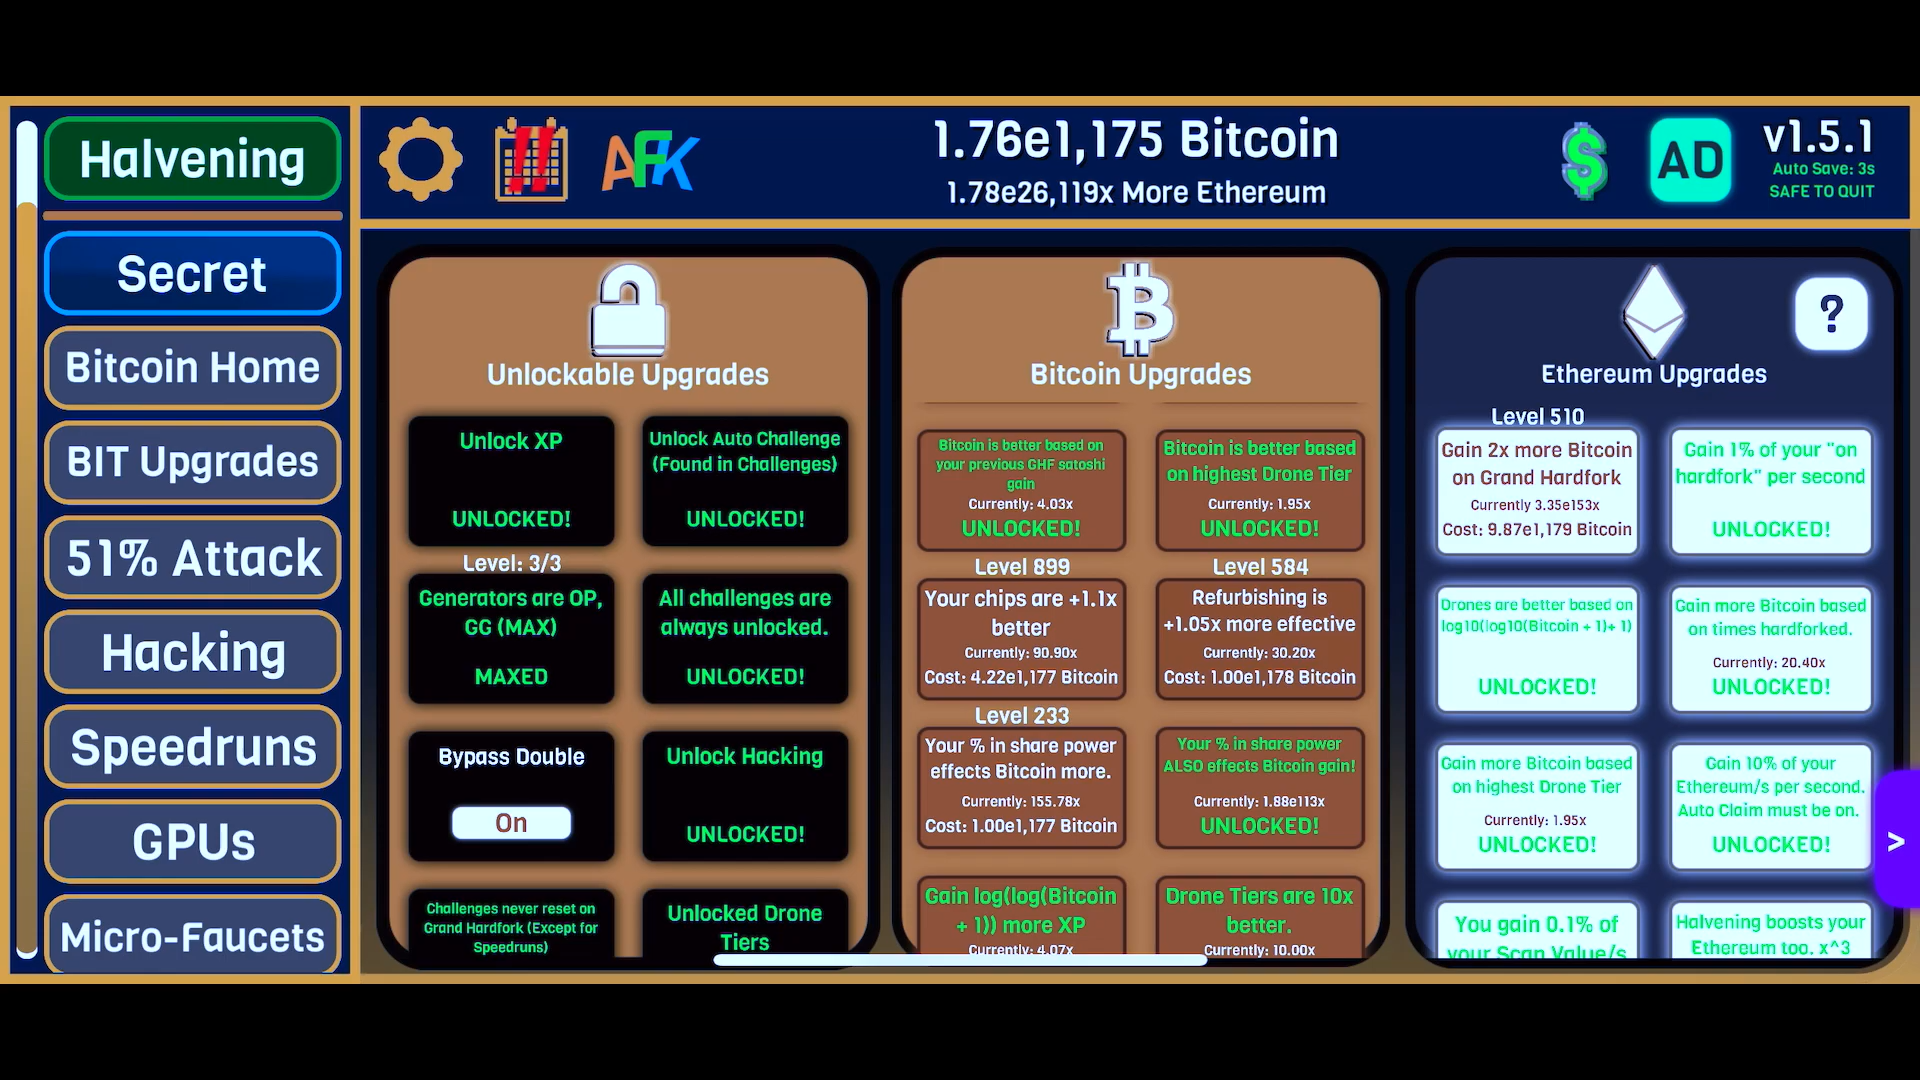 Halvening
Secret
Bitcoin Home
BIT Upgrades
51% Attack
Hacking
Speedruns
GPUs
Micro-Faucets
!!
AFK
1.76e1,175 Bitcoin
1.78e26,119x More Ethereum
$
AD
v1.5.1
Auto Save: 3s
SAFE TO QUIT
Unlockable Upgrades
Unlock XP
UNLOCKED!
Unlock Auto Challenge
(Found in Challenges)
UNLOCKED!
Level: 3/3
Generators are OP,
GG (MAX)
MAXED
All challenges are
always unlocked.
UNLOCKED!
Bypass Double
On
Unlock Hacking
UNLOCKED!
Challenges never reset on
Grand Hardfork (Except for
Speedruns)
Unlocked Drone
Tiers
Bitcoin Upgrades
Bitcoin is better based on
your previous GHF satoshi
gain
Currently: 4.03x
UNLOCKED!
Bitcoin is better based
on highest Drone Tier
Currently: 1.95x
UNLOCKED!
Level 899
Your chips are +1.1x
better
Currently: 90.90x
Cost: 4.22e1,177 Bitcoin
Level 584
Refurbishing is
+1.05x more effective
Currently: 30.20x
Cost: 1.00e1,178 Bitcoin
Level 233
Your % in share power
effects Bitcoin more.
Currently: 155.78x
Cost: 1.00e1,177 Bitcoin
Your % in share power
ALSO effects Bitcoin gain!
Currently: 1.88e113x
UNLOCKED!
Gain log(log(Bitcoin
+ 1)) more XP
Currently: 4.07x
Drone Tiers are 10x
better.
Currently: 10.00x
Ethereum Upgrades
?
Level 510
Gain 2x more Bitcoin
on Grand Hardfork
Currently 3.35e153x
Cost: 9.87e1,179 Bitcoin
Gain 1% of your "on
hardfork" per second
UNLOCKED!
Drones are better based on
log10(log10(Bitcoin + 1)+ 1)
UNLOCKED!
Gain more Bitcoin based
on times hardforked.
Currently: 20.40x
UNLOCKED!
Gain more Bitcoin based
on highest Drone Tier
Currently: 1.95x
UNLOCKED!
Gain 10% of your
Ethereum/s per second.
Auto Claim must be on.
UNLOCKED!
You gain 0.1% of
your Scan Value/s
Halvening boosts your
Ethereum too. x^3
>